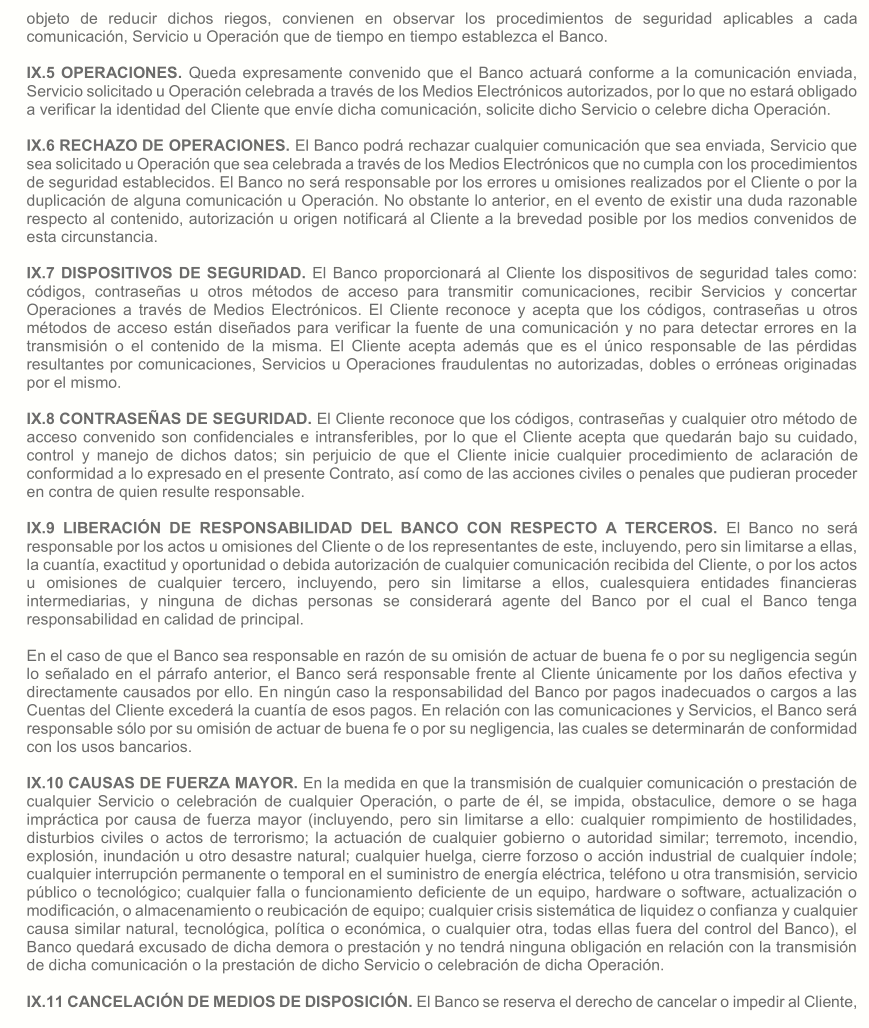 objeto de reducir dichos riegos, convienen en observar los procedimientos de seguridad aplicables a cada
comunicación, Servicio u Operación que de tiempo en tiempo establezca el Banco.
IX.5 OPERACIONES. Queda expresamente convenido que el Banco actuará conforme a la comunicación enviada,
Servicio solicitado u Operación celebrada a través de los Medios Electrónicos autorizados, por lo que no estará obligado
a verificar la identidad del Cliente que envíe dicha comunicación, solicite dicho Servicio o celebre dicha Operación.
IX.6 RECHAZO DE OPERACIONES. El Banco podrá rechazar cualquier comunicación que sea enviada, Servicio que
sea solicitado u Operación que sea celebrada a través de los Medios Electrónicos que no cumpla con los procedimientos
de seguridad establecidos. El Banco no será responsable por los errores u omisiones realizados por el Cliente o por la
duplicación de alguna comunicación u Operación. No obstante lo anterior, en el evento de existir una duda razonable
respecto al contenido, autorización u origen notificará al Cliente a la brevedad posible por los medios convenidos de
esta circunstancia.
IX.7 DISPOSITIVOS DE SEGURIDAD. El Banco proporcionará al Cliente los dispositivos de seguridad tales como:
códigos, contraseñas u otros métodos de acceso para transmitir comunicaciones, recibir Servicios y concertar
Operaciones a través de Medios Electrónicos. El Cliente reconoce y acepta que los códigos, contraseñas u otros
métodos de acceso están diseñados para verificar la fuente de una comunicación y no para detectar errores en la
transmisión o el contenido de la misma. El Cliente acepta además que es el único responsable de las pérdidas
resultantes por comunicaciones, Servicios u Operaciones fraudulentas no autorizadas, dobles o erróneas originadas
por el mismo.
IX.8 CONTRASEÑAS DE SEGURIDAD. El Cliente reconoce que los códigos, contraseñas y cualquier otro método de
acceso convenido son confidenciales e intransferibles, por lo que el Cliente acepta que quedarán bajo su cuidado,
control y manejo de dichos datos; sin perjuicio de que el Cliente inicie cualquier procedimiento de aclaración de
conformidad a lo expresado en el presente Contrato, así como de las acciones civiles o penales que pudieran proceder
en contra de quien resulte responsable.
IX.9 LIBERACIÓN DE RESPONSABILIDAD DEL BANCO CON RESPECTO A TERCEROS. El Banco no será
responsable por los actos u omisiones del Cliente o de los representantes de este, incluyendo, pero sin limitarse a ellas,
la cuantía, exactitud y oportunidad o debida autorización de cualquier comunicación recibida del Cliente, o por los actos
u omisiones de cualquier tercero, incluyendo, pero sin limitarse a ellos, cualesquiera entidades financieras
intermediarias, y ninguna de dichas personas se considerará agente del Banco por el cual el Banco tenga
responsabilidad en calidad de principal.
En el caso de que el Banco sea responsable en razón de su omisión de actuar de buena fe o por su negligencia según
lo señalado en el párrafo anterior, el Banco será responsable frente al Cliente únicamente por los daños efectiva y
directamente causados por ello. En ningún caso la responsabilidad del Banco por pagos inadecuados o cargos a las
Cuentas del Cliente excederá la cuantía de esos pagos. En relación con las comunicaciones y Servicios, el Banco será
responsable sólo por su omisión de actuar de buena fe o por su negligencia, las cuales se determinarán de conformidad
con los usos bancarios.
IX.10 CAUSAS DE FUERZA MAYOR. En la medida en que la transmisión de cualquier comunicación o prestación de
cualquier Servicio o celebración de cualquier Operación, o parte de él, se impida, obstaculice, demore o se haga
impráctica por causa de fuerza mayor (incluyendo, pero sin limitarse a ello: cualquier rompimiento de hostilidades,
disturbios civiles o actos de terrorismo; la actuación de cualquier gobierno o autoridad similar; terremoto, incendio,
explosión, inundación u otro desastre natural; cualquier huelga, cierre forzoso o acción industrial de cualquier índole;
cualquier interrupción permanente o temporal en el suministro de energía eléctrica, teléfono u otra transmisión, servicio
público o tecnológico; cualquier falla o funcionamiento deficiente de un equipo, hardware o software, actualización o
modificación, o almacenamiento o reubicación de equipo; cualquier crisis sistemática de liquidez o confianza y cualquier
causa similar natural, tecnológica, política o económica, o cualquier otra, todas ellas fuera del control del Banco), el
Banco quedará excusado de dicha demora o prestación y no tendrá ninguna obligación en relación con la transmisión
de dicha comunicación o la prestación de dicho Servicio o celebración de dicha Operación.
IX.11 CANCELACIÓN DE MEDIOS DE DISPOSICIÓN. El Banco se reserva el derecho de cancelar o impedir al Cliente,